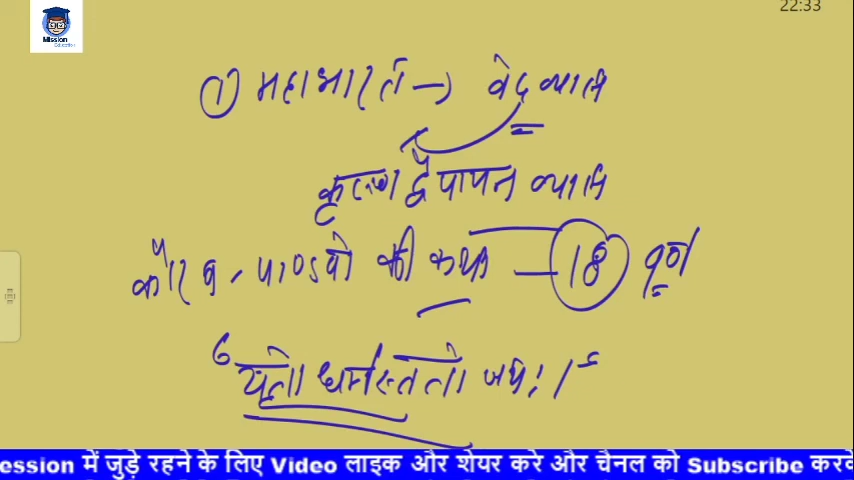 22:33
Mission
Education
① महाभारत → वेद व्यास
कृष्ण द्वैपायन व्यास
कौरव - पाण्डवो की कथा — 18 पर्व
“यतो धर्मस्ततो जयः।”
ession में जुड़े रहने के लिए Video लाइक और शेयर करे और चैनल को Subscribe करवे